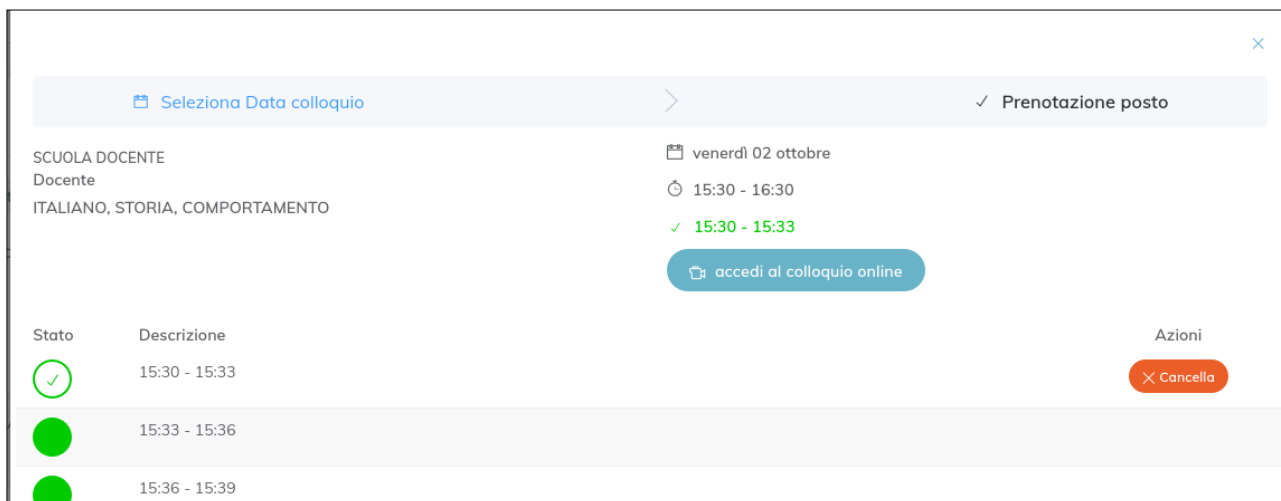 Seleziona Data colloquio
Prenotazione posto
SCUOLA DOCENTE
Docente
ITALIANO, STORIA, COMPORTAMENTO
venerdì 02 ottobre
15:30 - 16:30
15:30 - 15:33
accedi al colloquio online
Stato Descrizione Azioni
15:30 - 15:33 Cancella
15:33 - 15:36
15:36 - 15:39